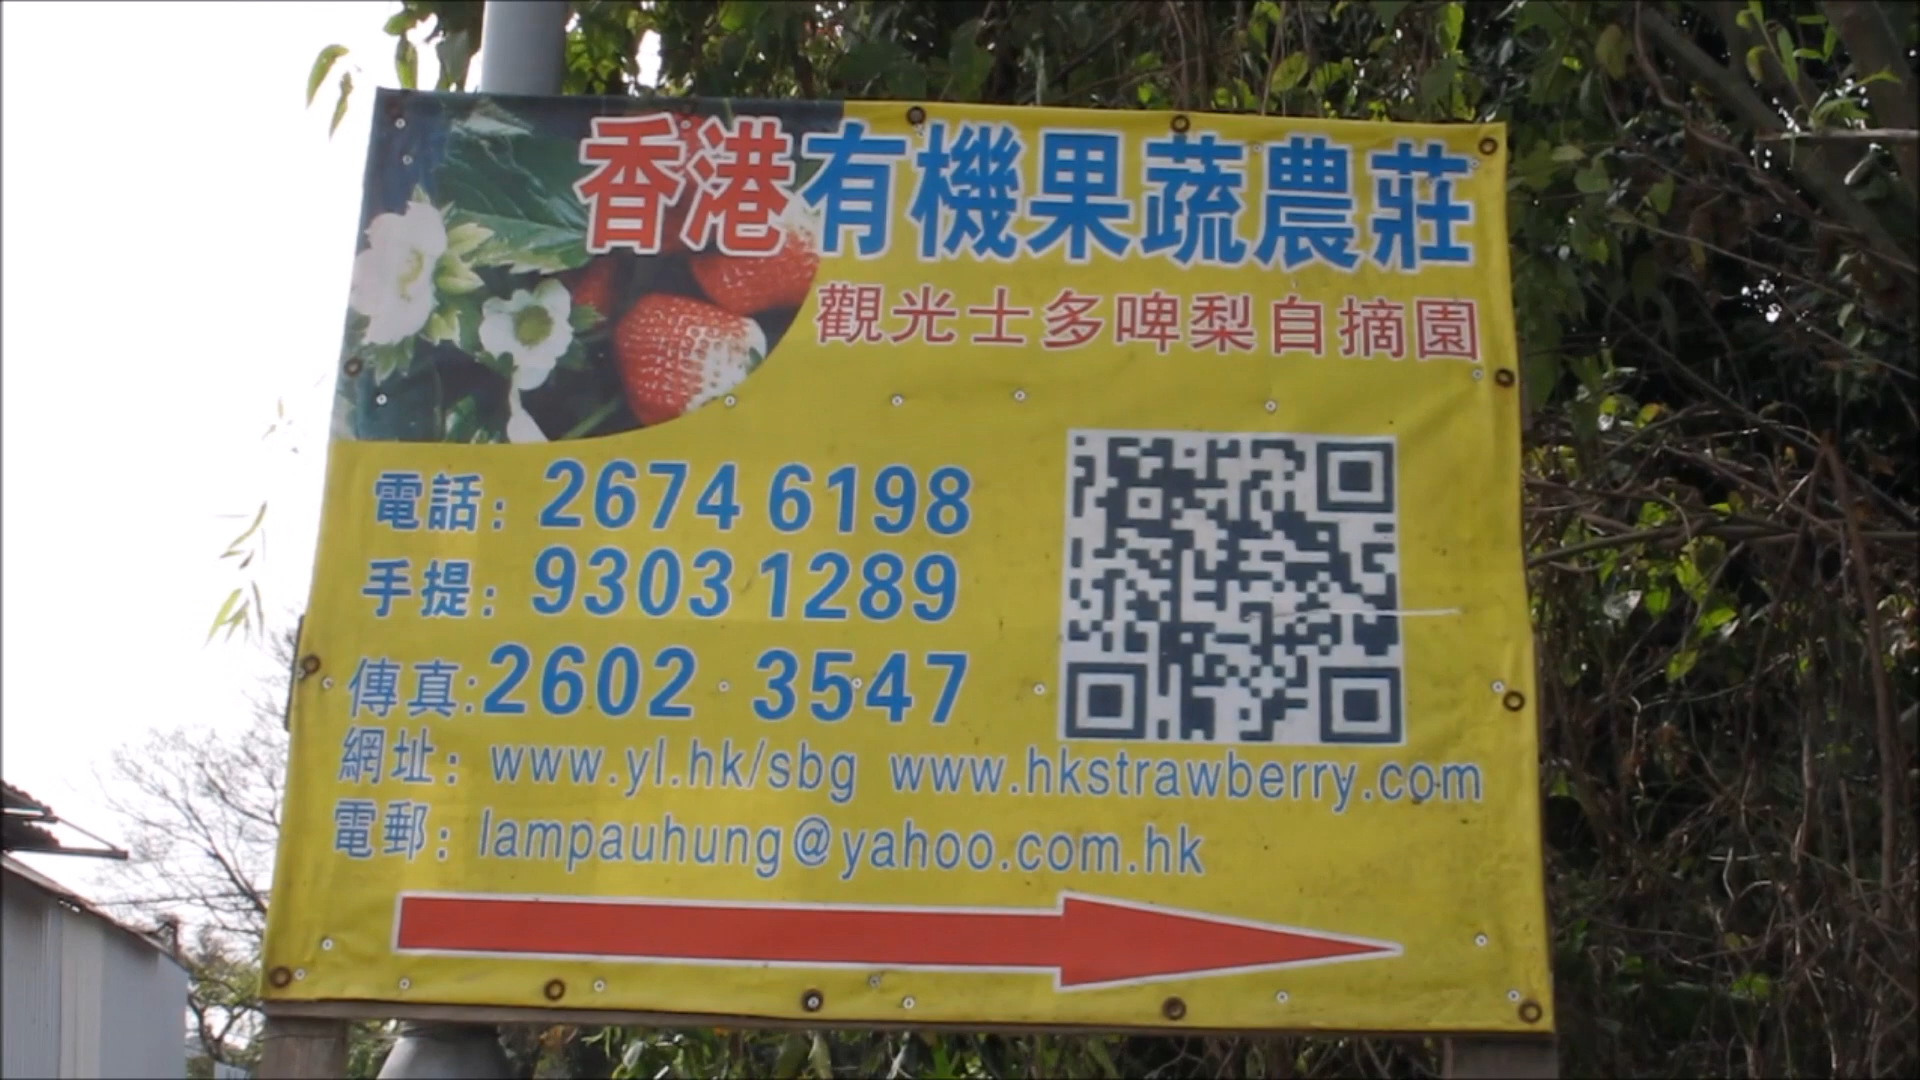 香港有機果蔬農莊
觀光士多啤梨自摘園
電話: 2674 6198
手提: 9303 1289
傳真:2602 3547
網址: www.yl.hk/sbg www.hkstrawberry.com
電郵: lampauhung@yahoo.com.hk